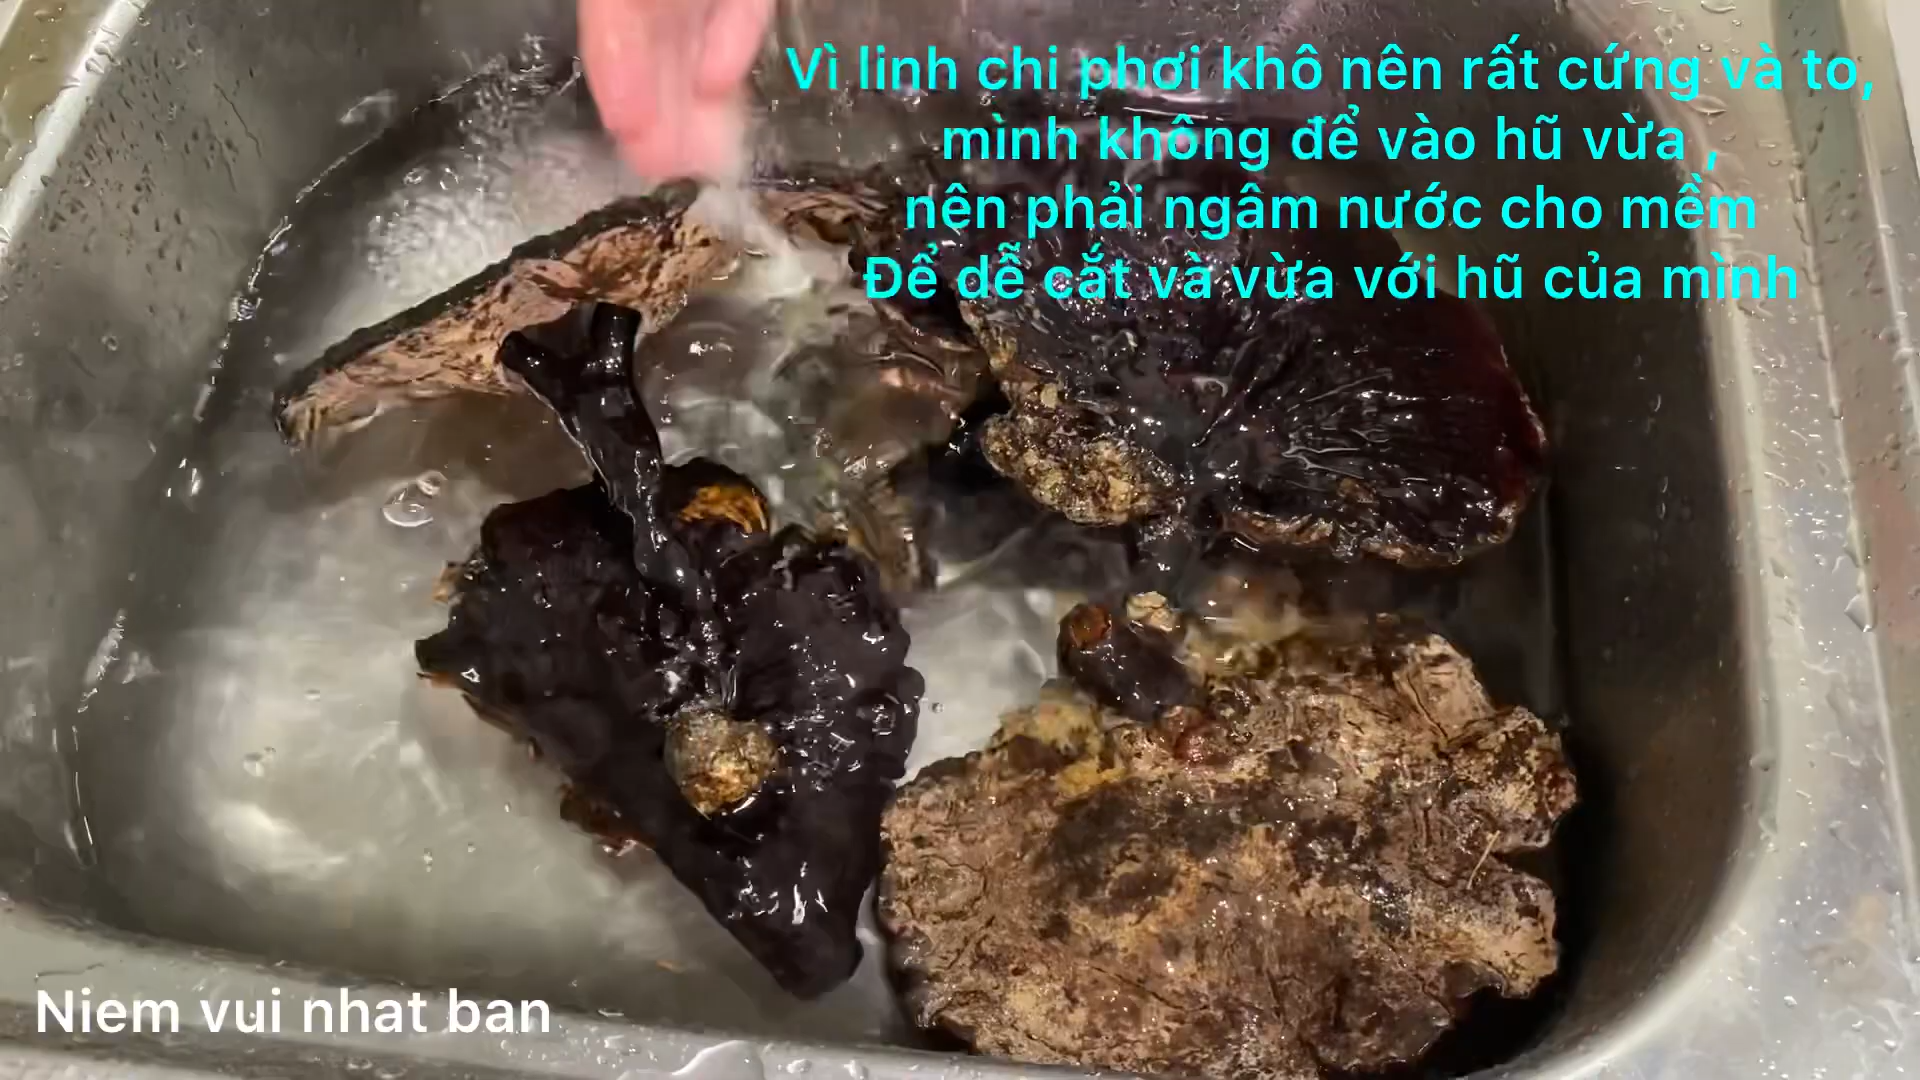 Vì linh chi phơi khô nên rất cứng và to,
mình không để vào hũ vừa ,
nên phải ngâm nước cho mềm
Để dễ cắt và vừa với hũ của mình
Niem vui nhat ban